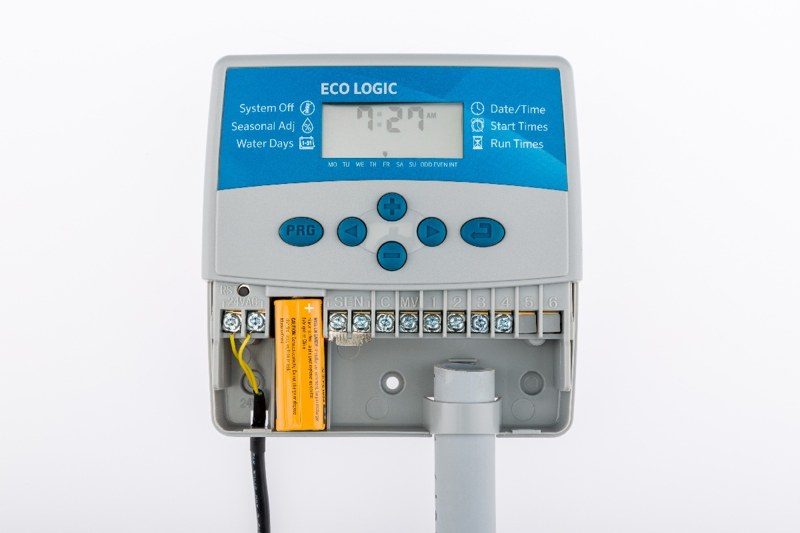 ECO LOGIC
System Off
Seasonal Adj
Water Days
7:27
MO TU WE TH FR SA SU ODD EVEN INT
Date/Time
Start Times
Run Times
PRG
24VAC SEN C MV 1 2 3 4 5 6